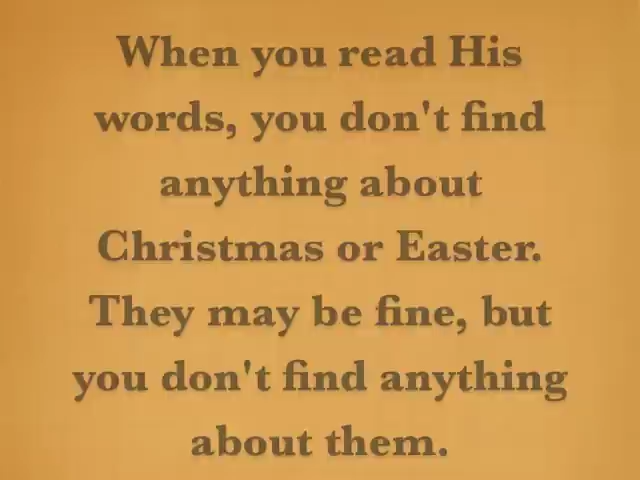 When you read His
words, you don't find
anything about
Christmas or Easter.
They may be fine, but
you don't find anything
about them.